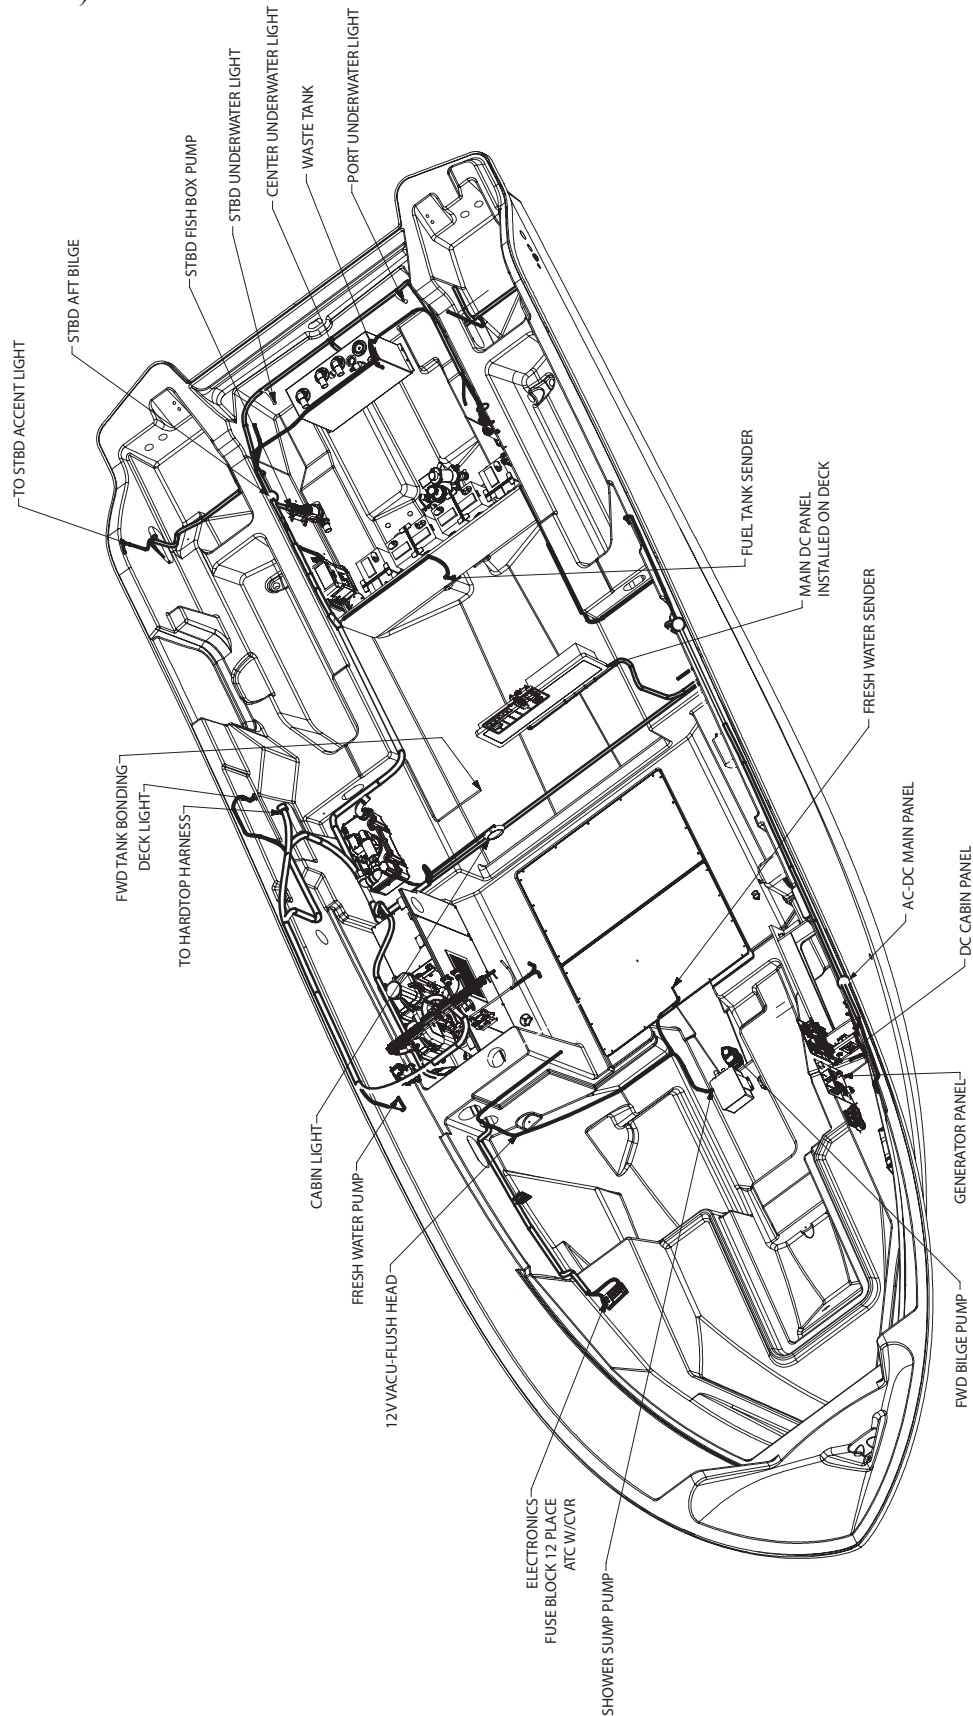 TO STBD ACCENT LIGHT
STBD AFT BILGE
STBD FISH BOX PUMP
STBD UNDERWATER LIGHT
CENTER UNDERWATER LIGHT
WASTE TANK
PORT UNDERWATER LIGHT
FWD TANK BONDING
DECK LIGHT
TO HARDTOP HARNESS
FUEL TANK SENDER
MAIN DC PANEL
INSTALLED ON DECK
FRESH WATER SENDER
CABIN LIGHT
FRESH WATER PUMP
12V VACU-FLUSH HEAD
AC-DC MAIN PANEL
DC CABIN PANEL
GENERATOR PANEL
FWD BILGE PUMP
ELECTRONICS
FUSE BLOCK 12 PLACE
ATC W/CVR
SHOWER SUMP PUMP